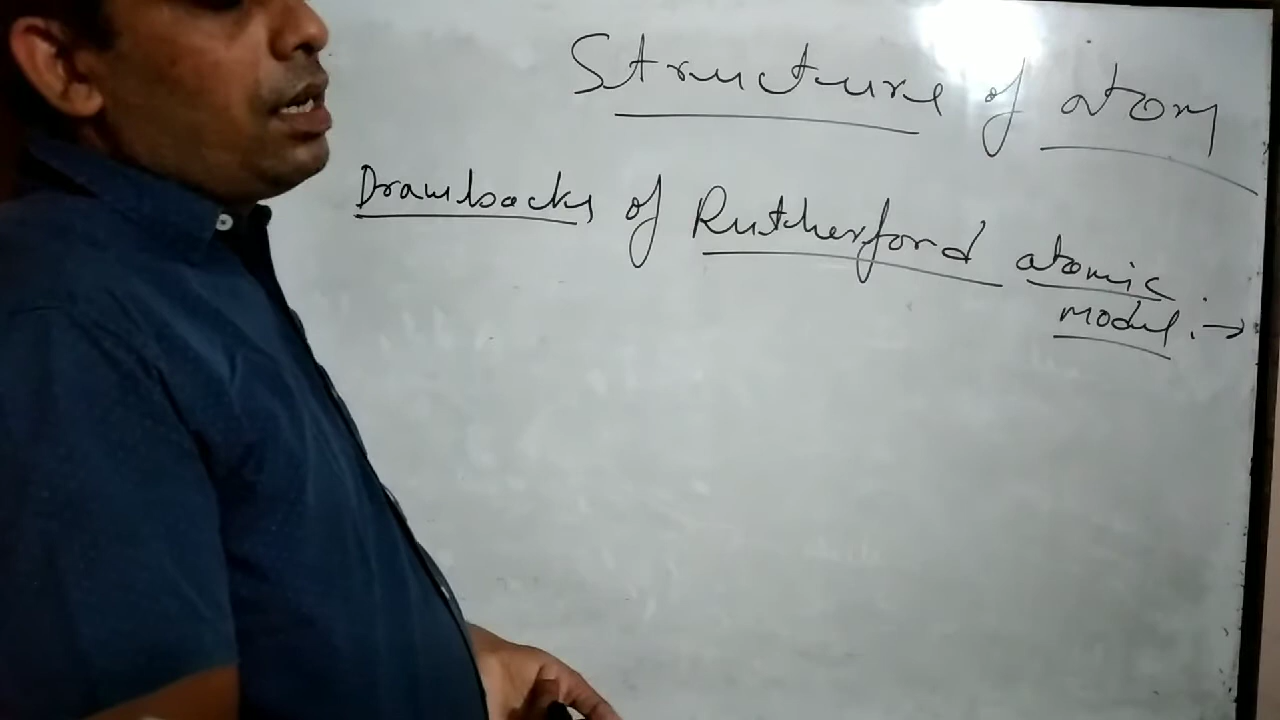 Structure of atom
Drawbacks of Rutherford atomic
model :→